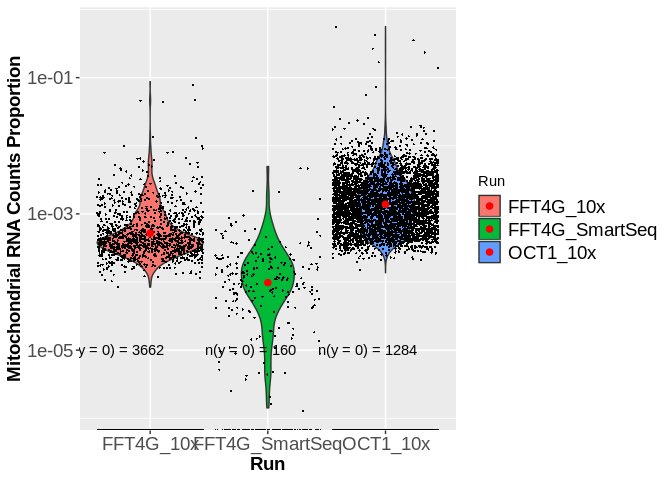 Mitochondrial RNA Counts Proportion
1e-01
1e-03
1e-05
y = 0) = 3662
n(y = 0) = 160
n(y = 0) = 1284
FFT4G_10x
FFT4G_SmartSeq
OCT1_10x
Run
Run
FFT4G_10x
FFT4G_SmartSeq
OCT1_10x